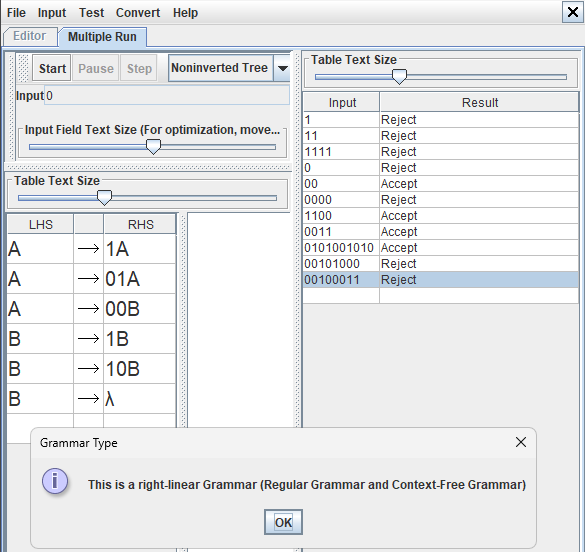 File Input Test Convert Help
Editor Multiple Run
Start Pause Step Noninverted Tree
Input 0
Input Field Text Size (For optimization, move...
Table Text Size
LHS RHS
A → 1A
A → 01A
A → 00B
B → 1B
B → 10B
B → λ
Table Text Size
Input Result
1 Reject
11 Reject
1111 Reject
0 Reject
00 Accept
0000 Reject
1100 Accept
0011 Accept
0101001010 Accept
00101000 Reject
00100011 Reject
Grammar Type
This is a right-linear Grammar (Regular Grammar and Context-Free Grammar)
OK